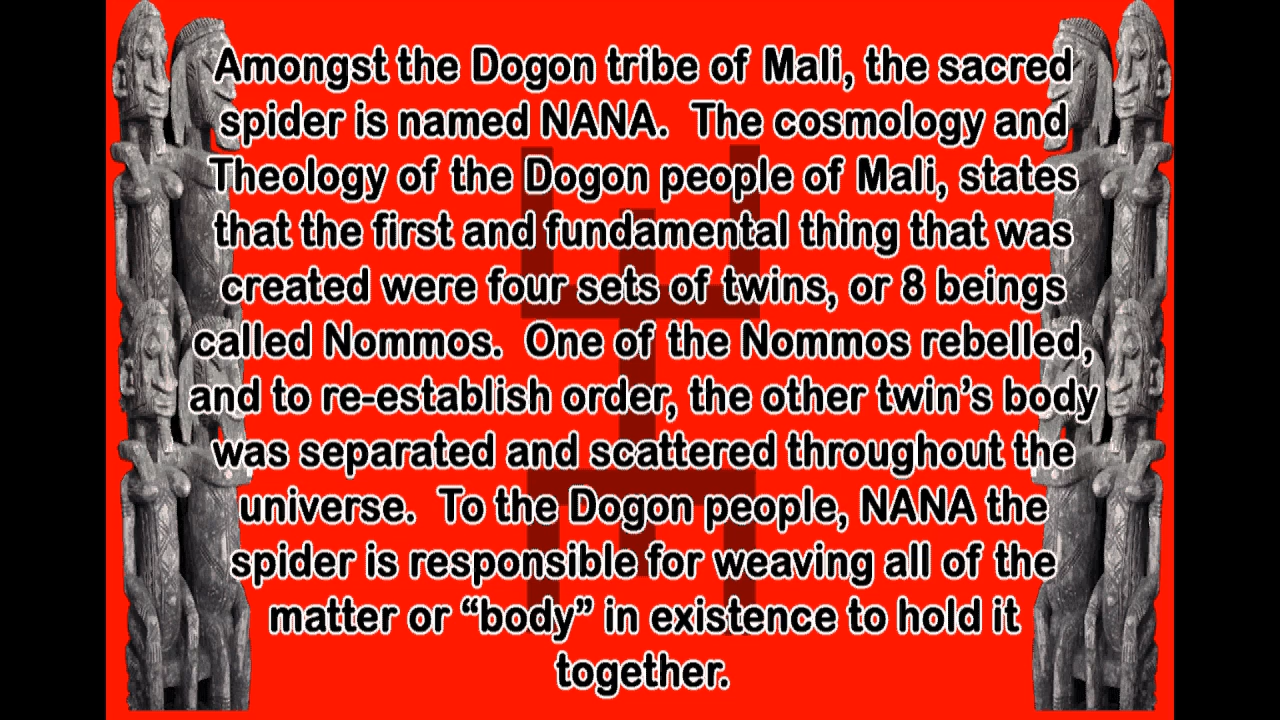 Amongst the Dogon tribe of Mali, the sacred
spider is named NANA.  The cosmology and
Theology of the Dogon people of Mali, states
that the first and fundamental thing that was
created were four sets of twins, or 8 beings
called Nommos.  One of the Nommos rebelled,
and to re-establish order, the other twin’s body
was separated and scattered throughout the
universe.  To the Dogon people, NANA the
spider is responsible for weaving all of the
matter or “body” in existence to hold it
together.